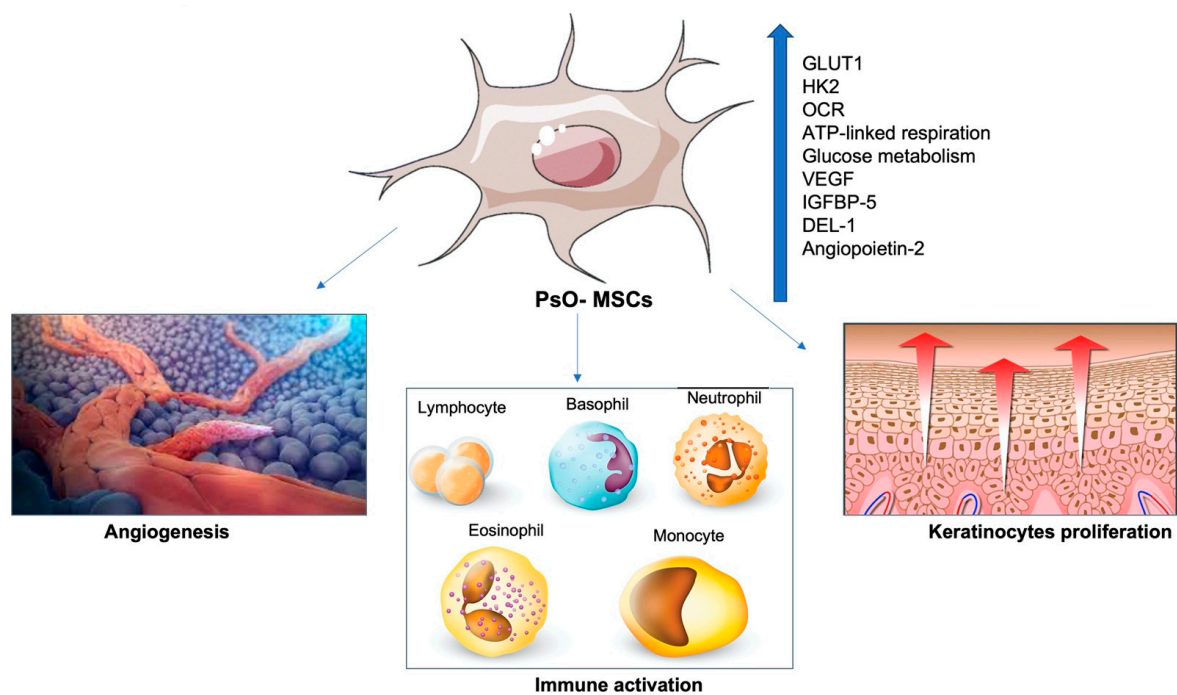 GLUT1
HK2
OCR
ATP-linked respiration
Glucose metabolism
VEGF
IGFBP-5
DEL-1
Angiopoietin-2
PsO- MSCs
Lymphocyte
Basophil
Neutrophil
Eosinophil
Monocyte
Angiogenesis
Immune activation
Keratinocytes proliferation